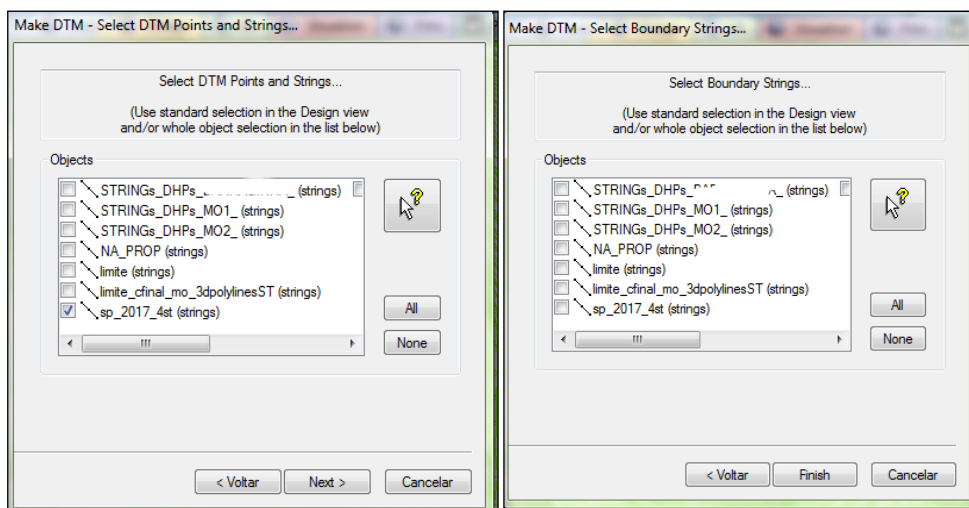 Make DTM - Select DTM Points and Strings...
Select DTM Points and Strings...
(Use standard selection in the Design view
and/or whole object selection in the list below)
Objects
STRINGs_DHPs_ (strings)
STRINGs_DHPs_MO1_ (strings)
STRINGs_DHPs_MO2_ (strings)
NA_PROP (strings)
limite (strings)
limite_cfinal_mo_3dpolylinesST (strings)
sp_2017_4st (strings)
All
None
< Voltar
Next >
Cancelar
Make DTM - Select Boundary Strings...
Select Boundary Strings...
(Use standard selection in the Design view
and/or whole object selection in the list below)
Objects
STRINGs_DHPs_ (strings)
STRINGs_DHPs_MO1_ (strings)
STRINGs_DHPs_MO2_ (strings)
NA_PROP (strings)
limite (strings)
limite_cfinal_mo_3dpolylinesST (strings)
sp_2017_4st (strings)
All
None
< Voltar
Finish
Cancelar